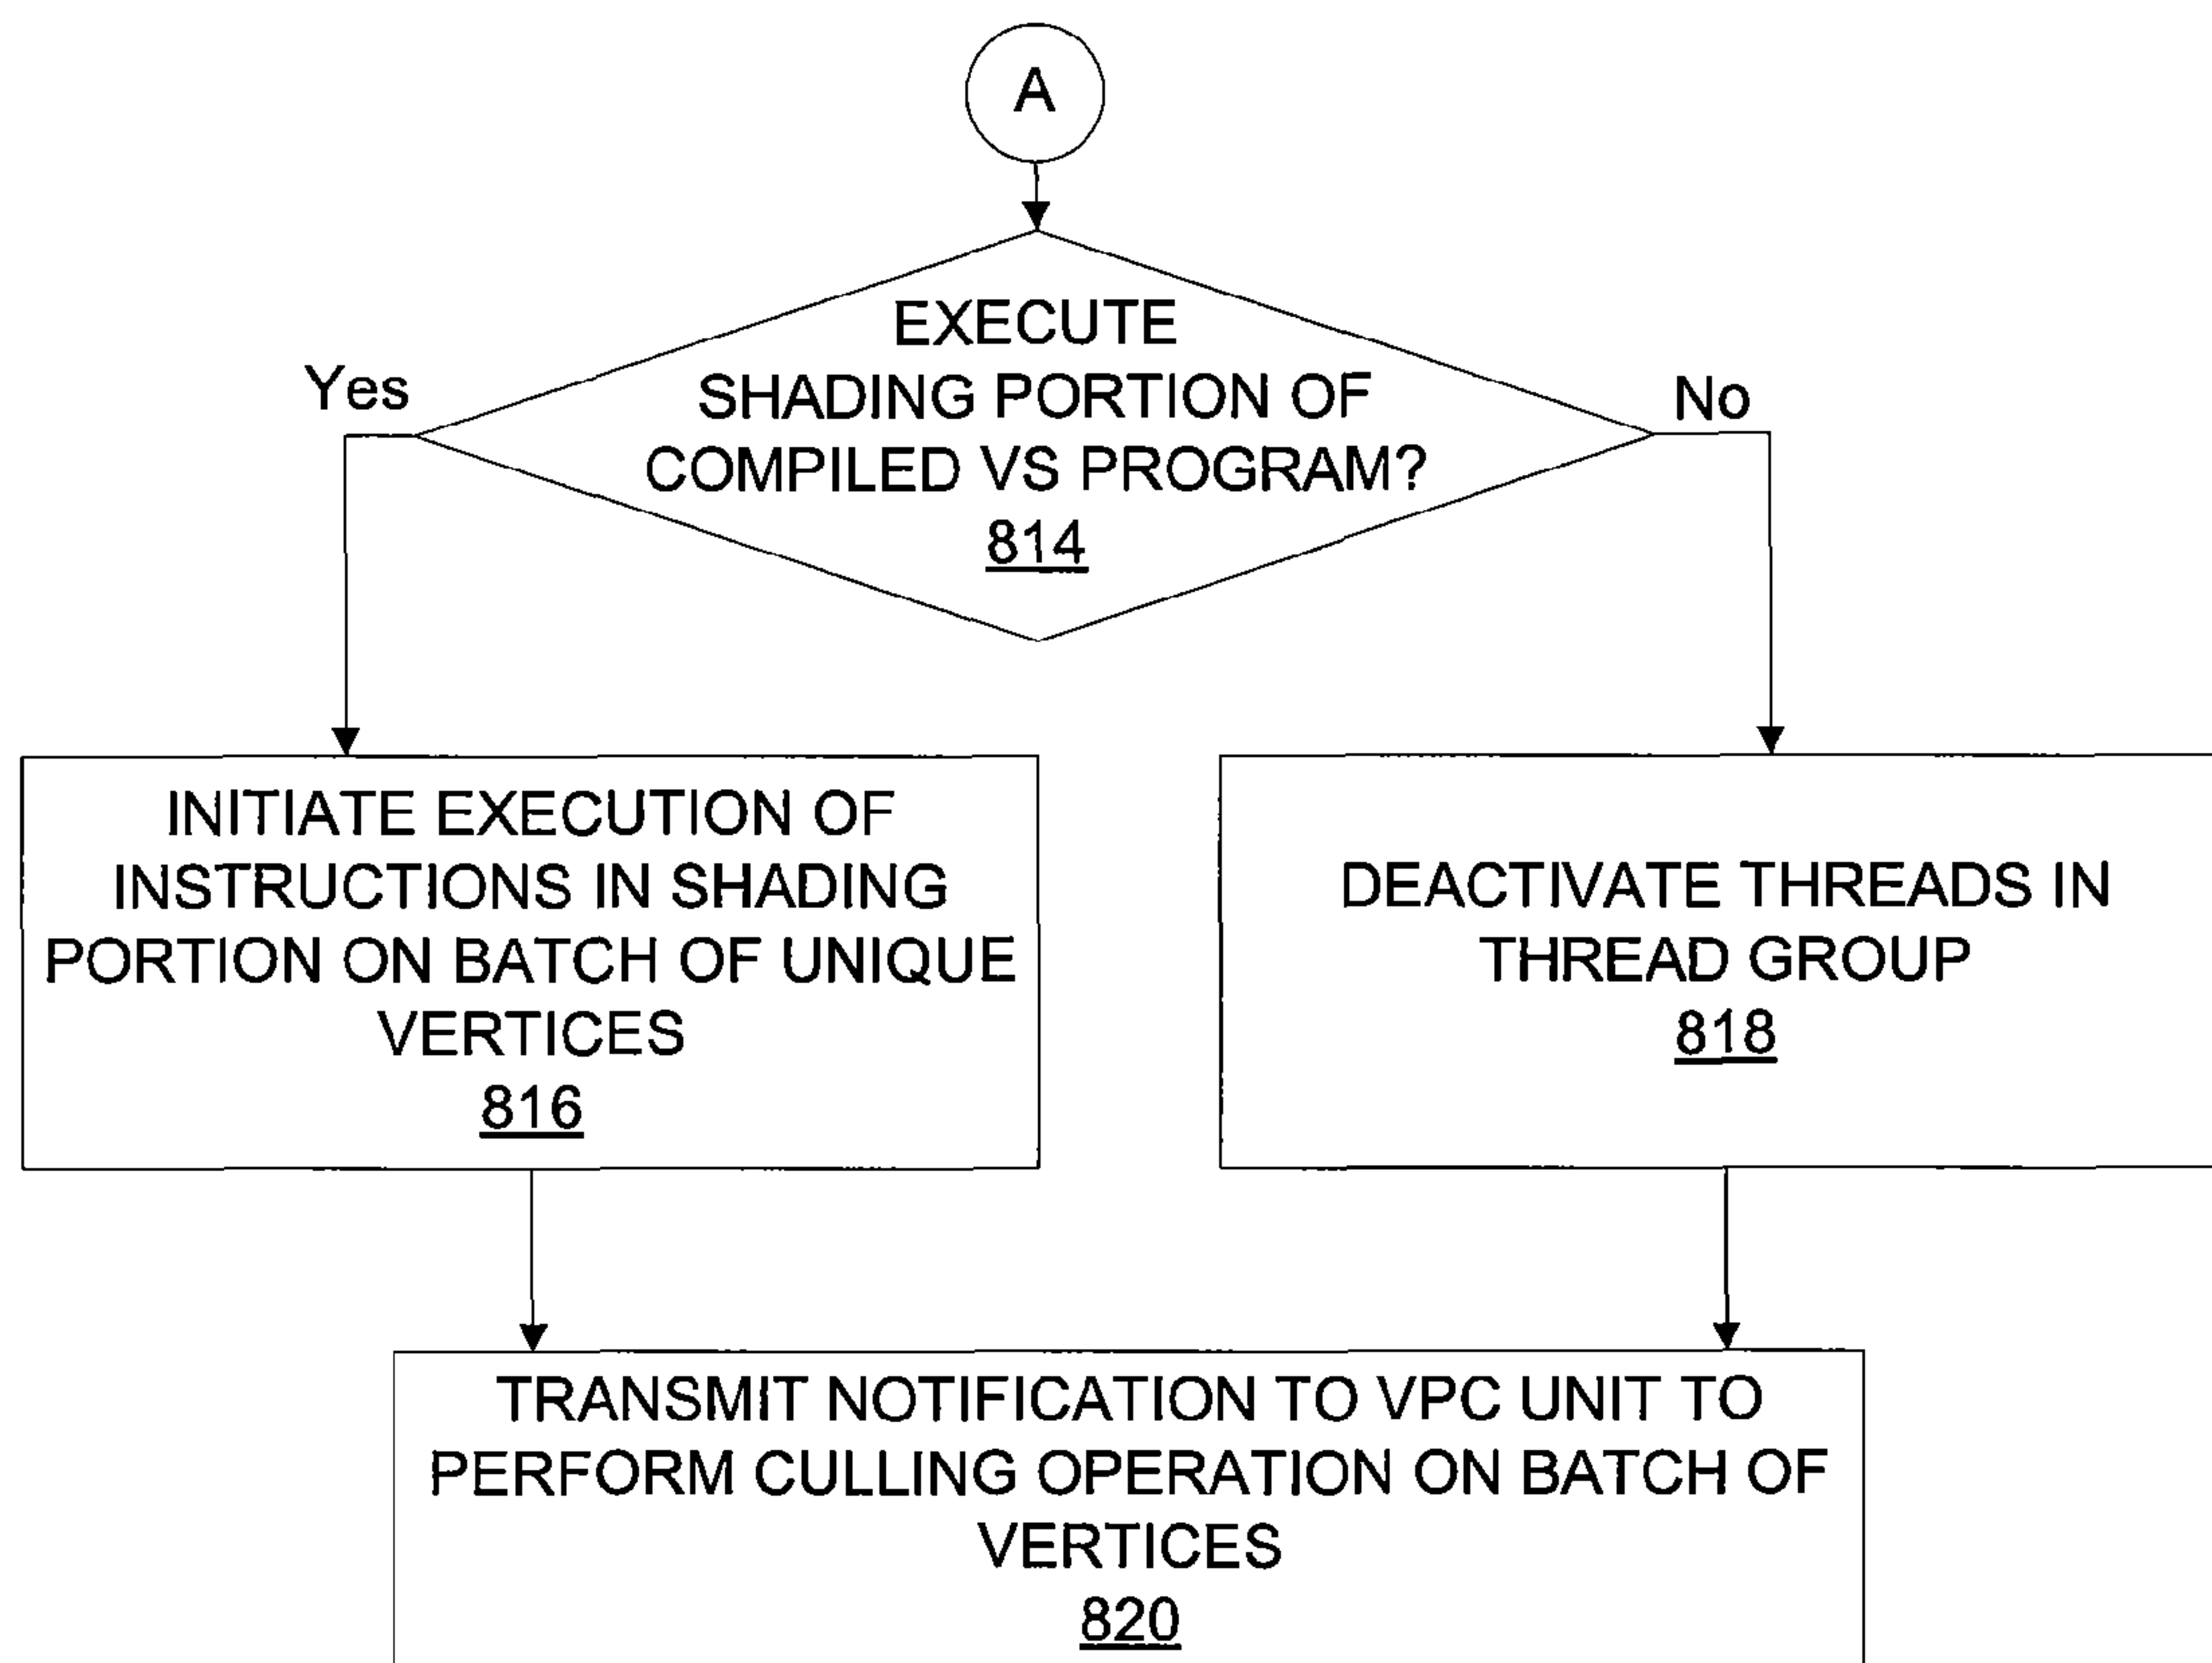 A
EXECUTE
SHADING PORTION OF
COMPILED VS PROGRAM?
814
Yes
No
INITIATE EXECUTION OF
INSTRUCTIONS IN SHADING
PORTION ON BATCH OF UNIQUE
VERTICES
816
DEACTIVATE THREADS IN
THREAD GROUP
818
TRANSMIT NOTIFICATION TO VPC UNIT TO
PERFORM CULLING OPERATION ON BATCH OF
VERTICES
820